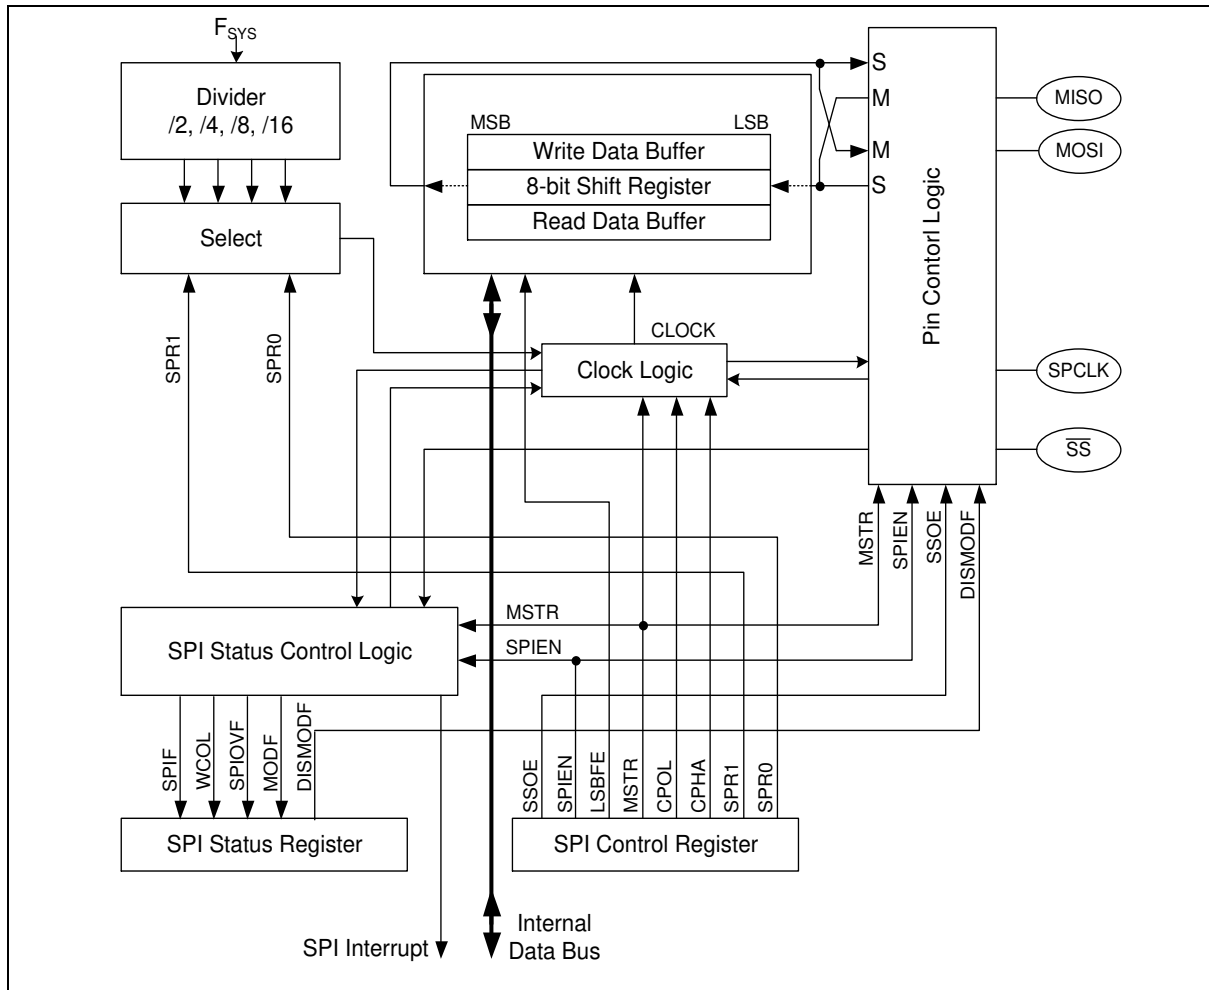 FSYS
Divider
/2, /4, /8, /16
Select
SPR1
SPR0
MSB
LSB
Write Data Buffer
8-bit Shift Register
Read Data Buffer
CLOCK
Clock Logic
S
M
M
S
Pin Contorl Logic
MISO
MOSI
SPCLK
SS
MSTR
SPIEN
SSOE
DISMODF
SPI Status Control Logic
MSTR
SPIEN
SPIF
WCOL
SPIOVF
MODF
DISMODF
SSOE
SPIEN
LSBFE
MSTR
CPOL
CPHA
SPR1
SPR0
SPI Status Register
SPI Control Register
SPI Interrupt
Internal
Data Bus